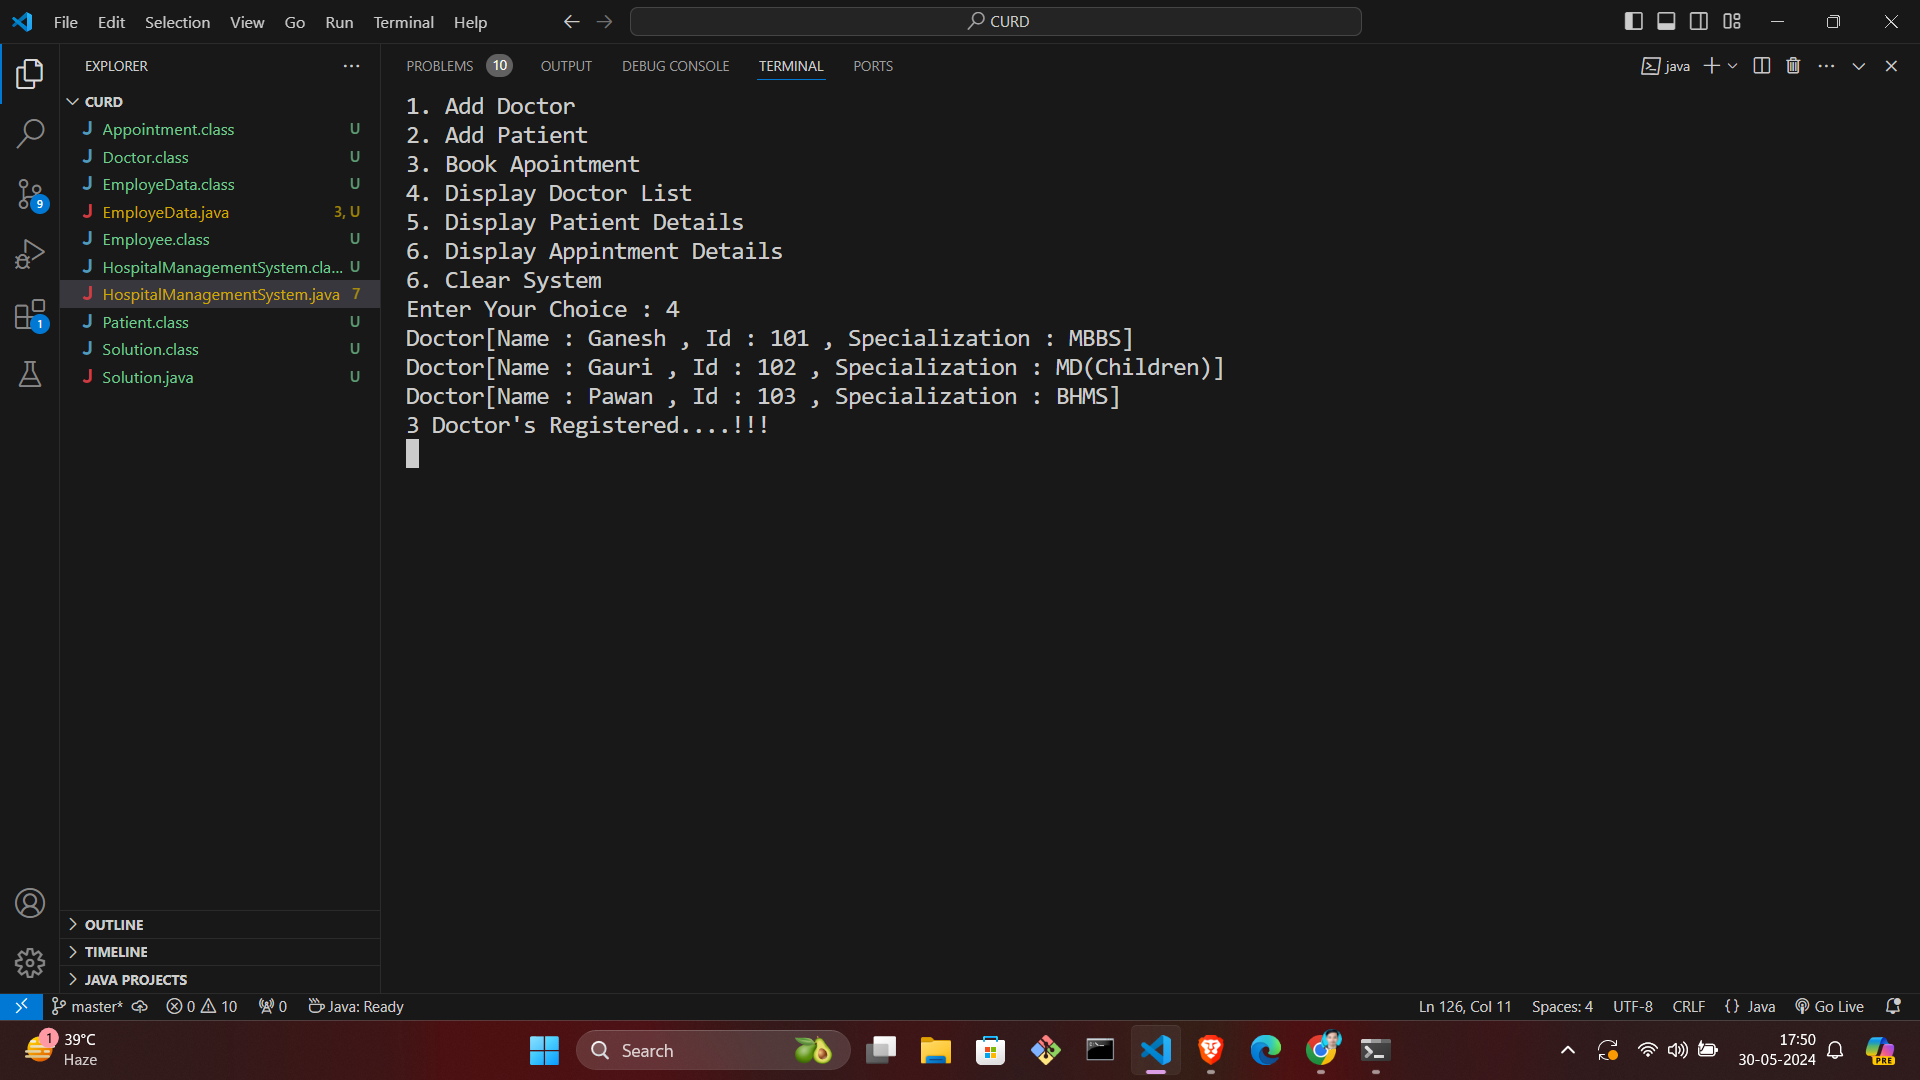 File Edit Selection View Go Run Terminal Help
CURD
EXPLORER
CURD
Appointment.class U
Doctor.class U
EmployeData.class U
EmployeData.java 3, U
Employee.class U
HospitalManagementSystem.cla... U
HospitalManagementSystem.java 7
Patient.class U
Solution.class U
Solution.java U
OUTLINE
TIMELINE
JAVA PROJECTS
9
1
PROBLEMS 10 OUTPUT DEBUG CONSOLE TERMINAL PORTS
java
1. Add Doctor
2. Add Patient
3. Book Apointment
4. Display Doctor List
5. Display Patient Details
6. Display Appintment Details
6. Clear System
Enter Your Choice : 4
Doctor[Name : Ganesh , Id : 101 , Specialization : MBBS]
Doctor[Name : Gauri , Id : 102 , Specialization : MD(Children)]
Doctor[Name : Pawan , Id : 103 , Specialization : BHMS]
3 Doctor's Registered....!!!
master* 0 10 0 Java: Ready
Ln 126, Col 11 Spaces: 4 UTF-8 CRLF {} Java Go Live
1
39°C
Haze
Search
17:50
30-05-2024
PRE